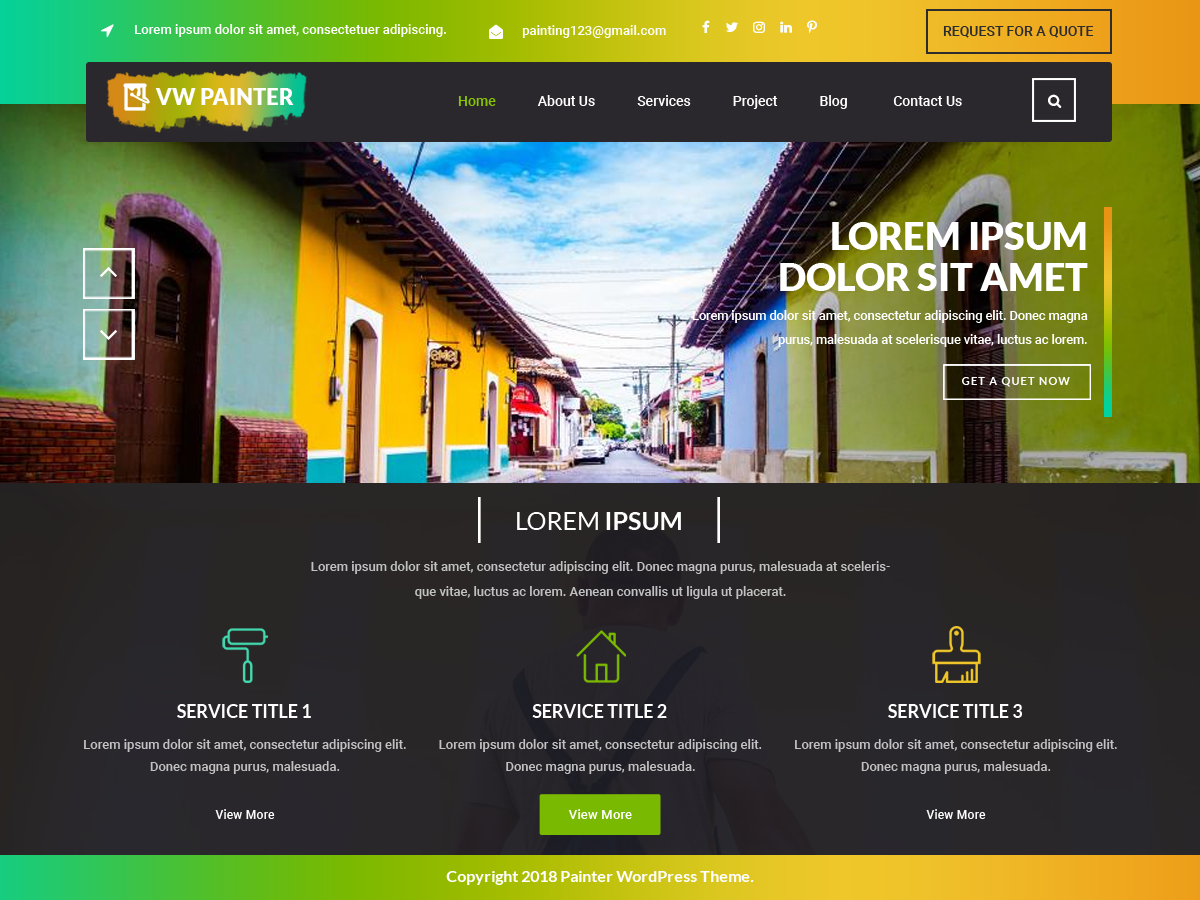 Lorem ipsum dolor sit amet, consectetuer adipiscing.
painting123@gmail.com
REQUEST FOR A QUOTE
VW PAINTER
Home
About Us
Services
Project
Blog
Contact Us
LOREM IPSUM
DOLOR SIT AMET
Lorem ipsum dolor sit amet, consectetur adipiscing elit. Donec magna
purus, malesuada at scelerisque vitae, luctus ac lorem.
GET A QUET NOW
LOREM IPSUM
Lorem ipsum dolor sit amet, consectetur adipiscing elit. Donec magna purus, malesuada at sceleris-
que vitae, luctus ac lorem. Aenean convallis ut ligula ut placerat.
SERVICE TITLE 1
Lorem ipsum dolor sit amet, consectetur adipiscing elit.
Donec magna purus, malesuada.
View More
SERVICE TITLE 2
Lorem ipsum dolor sit amet, consectetur adipiscing elit.
Donec magna purus, malesuada.
View More
SERVICE TITLE 3
Lorem ipsum dolor sit amet, consectetur adipiscing elit.
Donec magna purus, malesuada.
View More
Copyright 2018 Painter WordPress Theme.